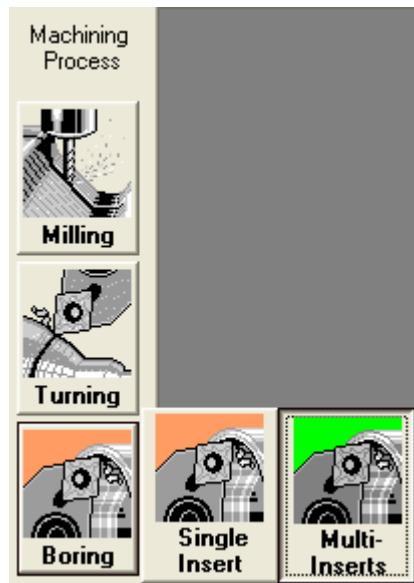 Machining
Process
Milling
Turning
Boring
Single
Insert
Multi-
Inserts